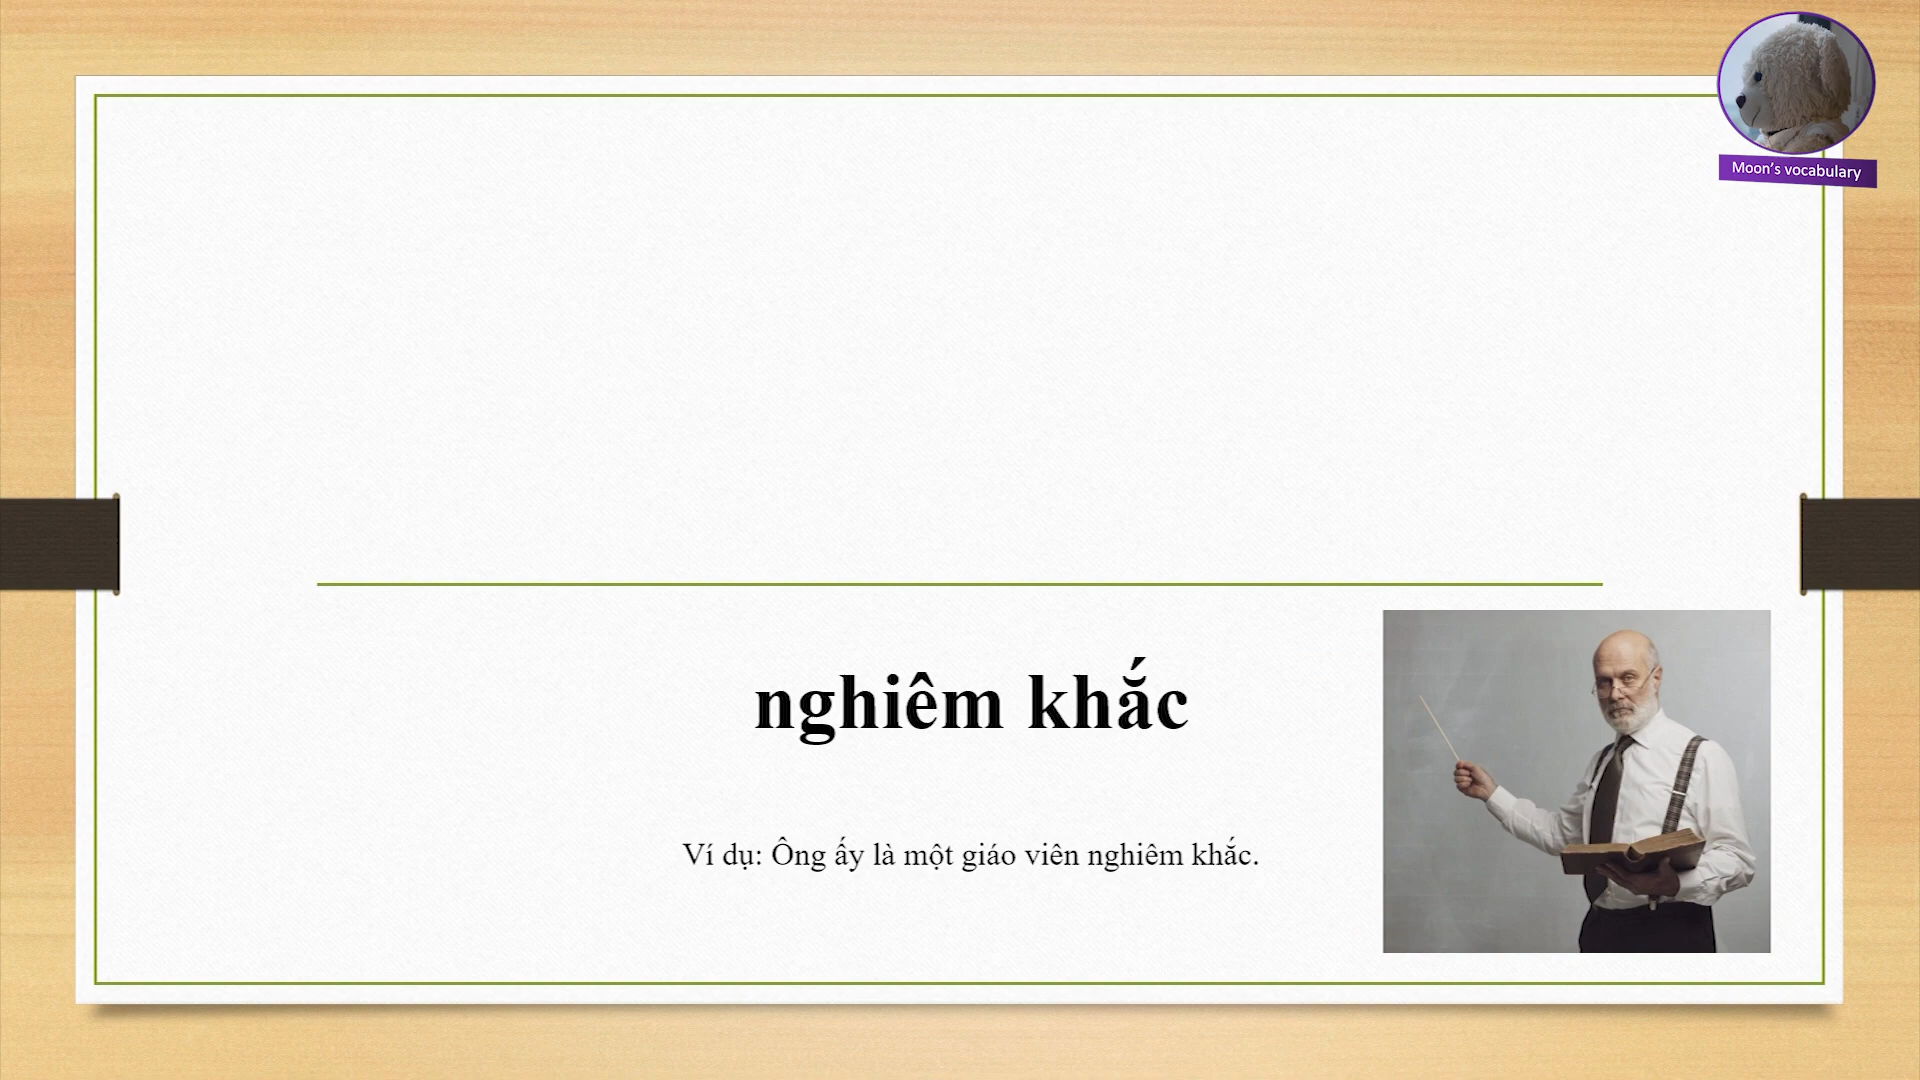 Moon's vocabulary
nghiêm khắc
Ví dụ: Ông ấy là một giáo viên nghiêm khắc.